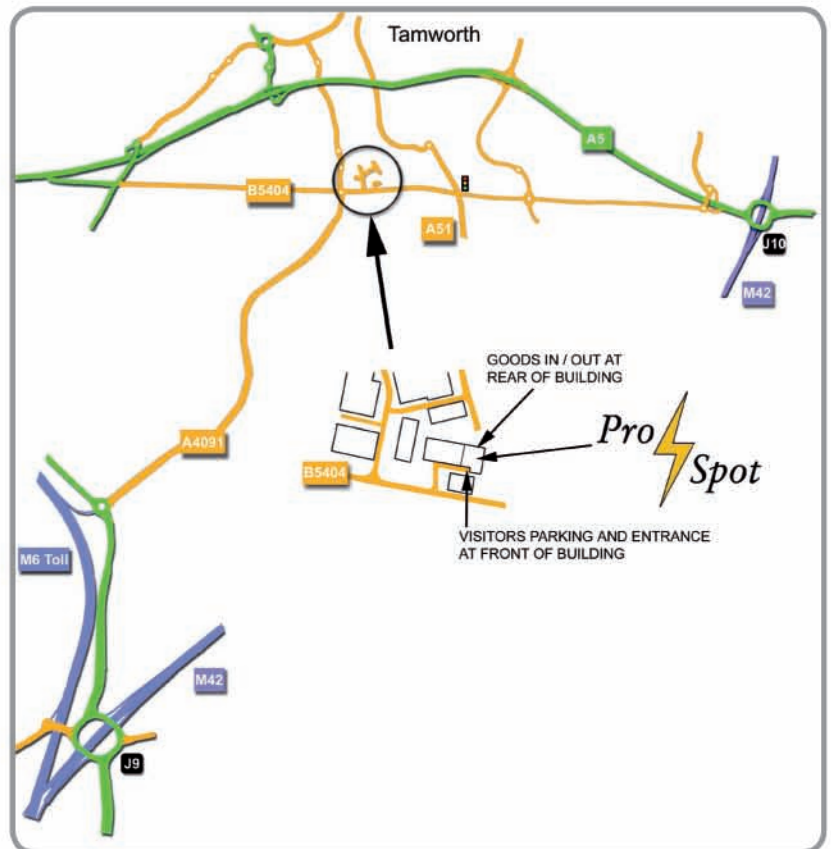 Tamworth
A5
B5404
A51
J10
M42
GOODS IN / OUT AT
REAR OF BUILDING
A4091
Pro
Spot
B5404
VISITORS PARKING AND ENTRANCE
AT FRONT OF BUILDING
M6 Toll
M42
J9